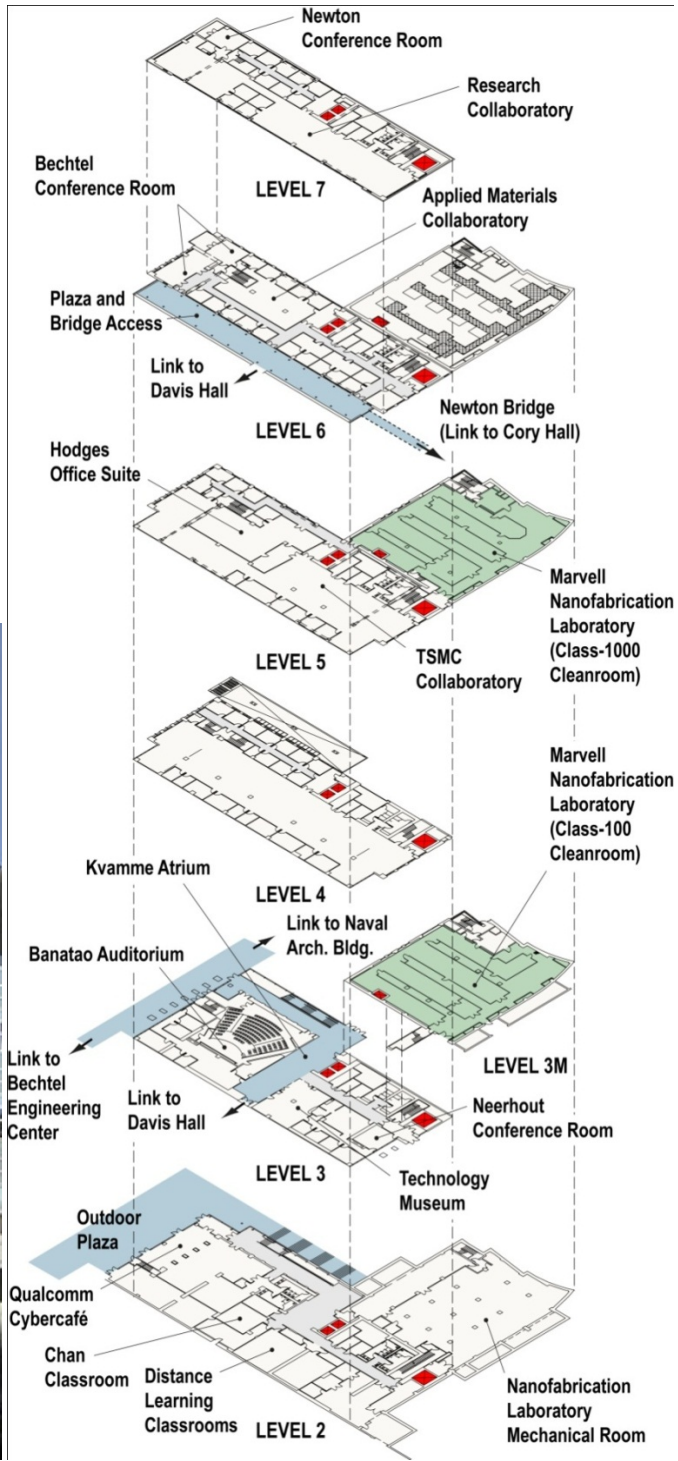 Newton
Conference Room
Research
Collaboratory
Bechtel
Conference Room
LEVEL 7
Applied Materials
Collaboratory
Plaza and
Bridge Access
Link to
Davis Hall
LEVEL 6
Newton Bridge
(Link to Cory Hall)
Hodges
Office Suite
LEVEL 5
TSMC
Collaboratory
Marvell
Nanofabrication
Laboratory
(Class-1000
Cleanroom)
Marvell
Nanofabrication
Laboratory
(Class-100
Cleanroom)
LEVEL 4
Kvamme Atrium
Link to Naval
Arch. Bldg.
Banatao Auditorium
Link to
Bechtel
Engineering
Center
Link to
Davis Hall
LEVEL 3M
Neerhout
Conference Room
LEVEL 3
Technology
Museum
Outdoor
Plaza
Qualcomm
Cybercafé
Chan
Classroom
Distance
Learning
Classrooms
LEVEL 2
Nanofabrication
Laboratory
Mechanical Room